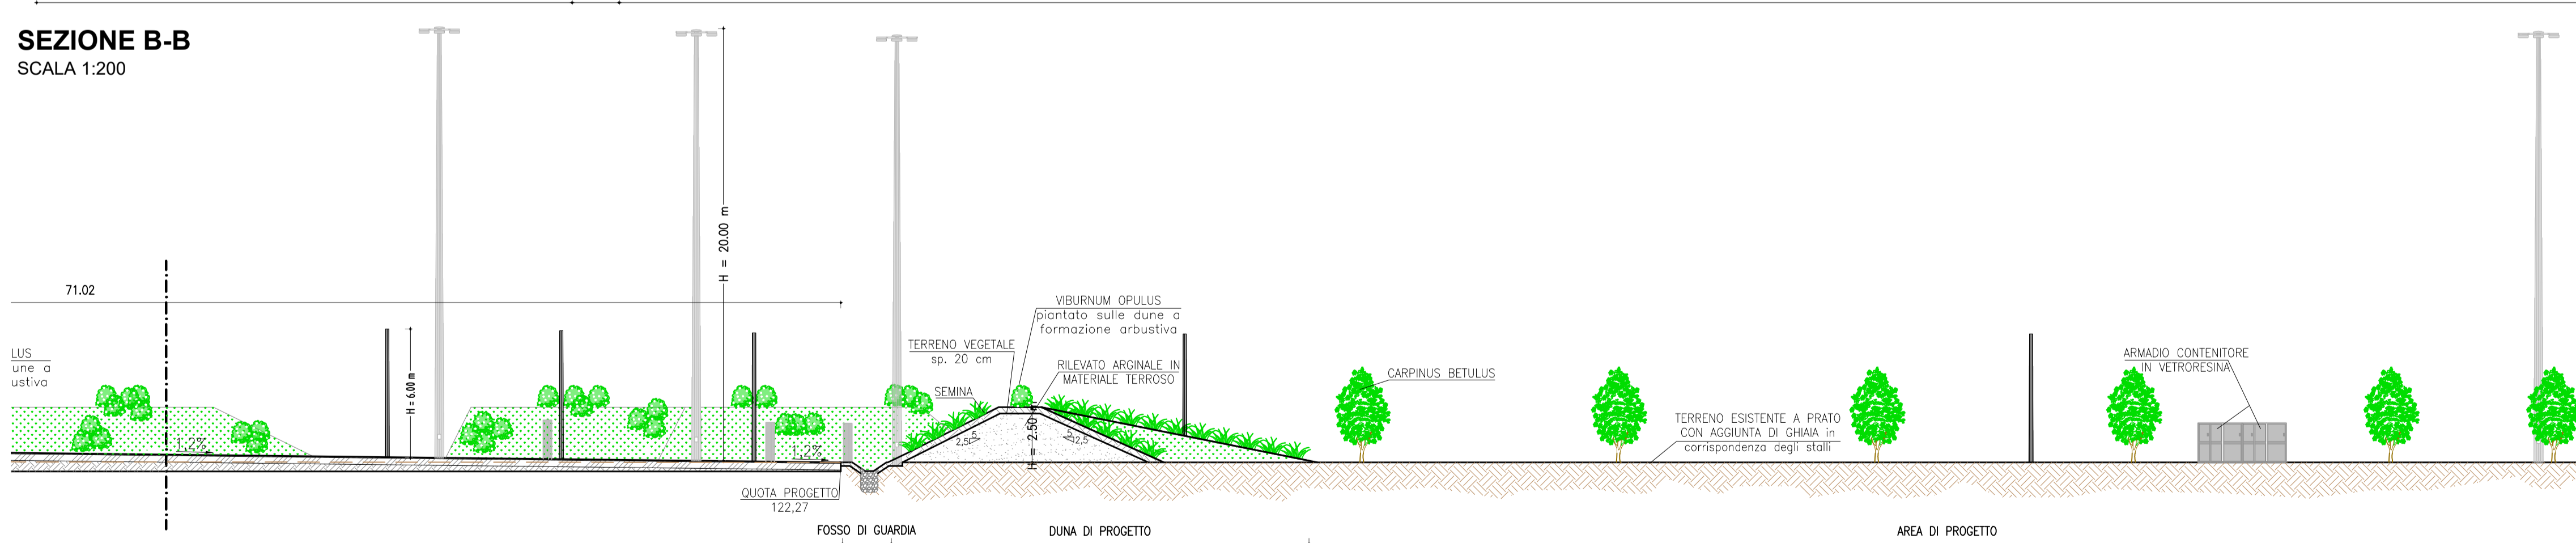 SEZIONE B-B
SCALA 1:200
71.02
LUS
une a
ustiva
1,2%
H = 6.00 m
H = 20.00 m
1,2%
QUOTA PROGETTO
122,27
TERRENO VEGETALE
sp. 20 cm
SEMINA
VIBURNUM OPULUS
piantato sulle dune a
formazione arbustiva
RILEVATO ARGINALE IN
MATERIALE TERROSO
5
2,5
H = 2.50 m
5
2,5
CARPINUS BETULUS
TERRENO ESISTENTE A PRATO
CON AGGIUNTA DI GHIAIA in
corrispondenza degli stalli
ARMADIO CONTENITORE
IN VETRORESINA
FOSSO DI GUARDIA
DUNA DI PROGETTO
AREA DI PROGETTO